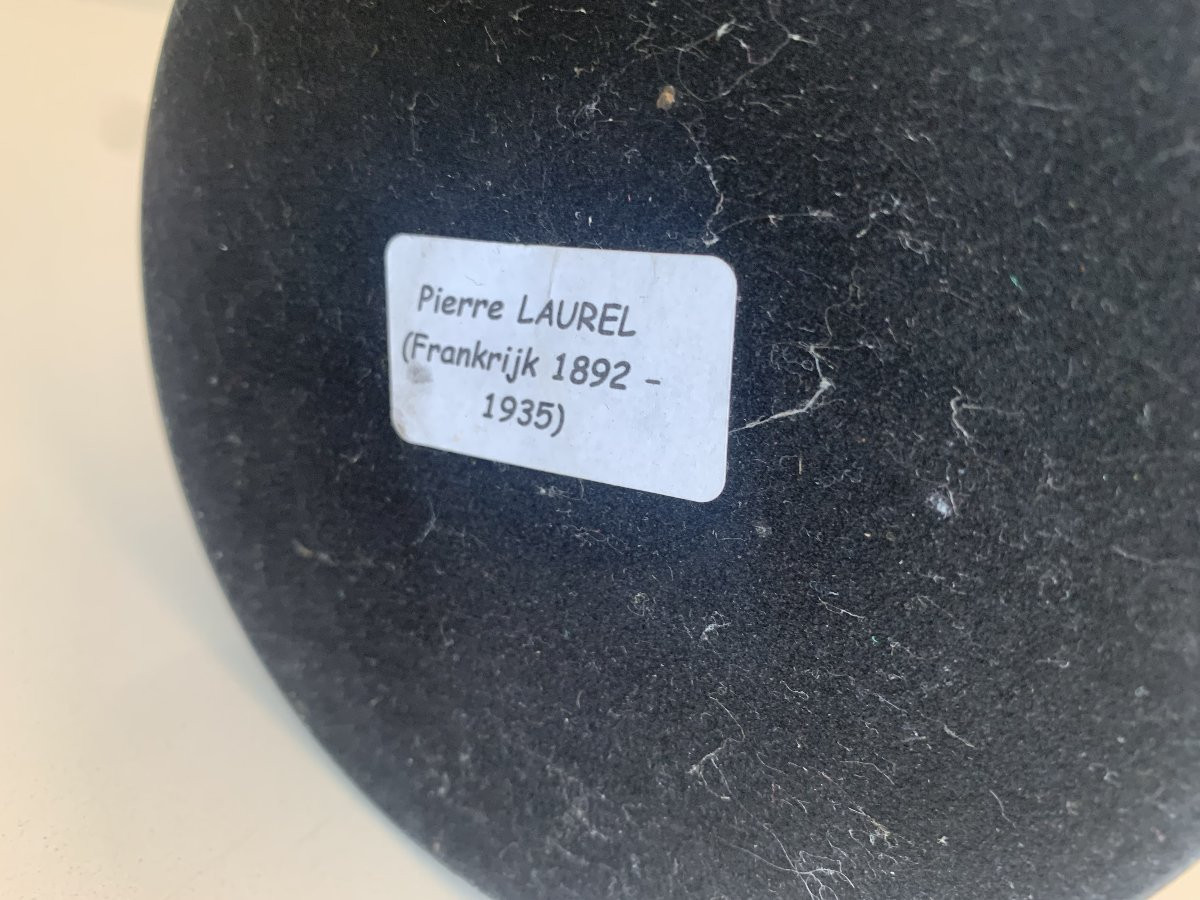 Pierre LAUREL
(Frankrijk 1892 -
1935)